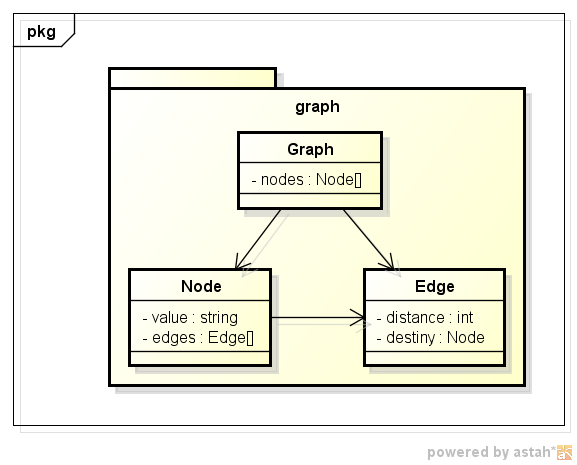 pkg
graph
Graph
- nodes : Node[]
Node
- value : string
- edges : Edge[]
Edge
- distance : int
- destiny : Node
powered by astah*